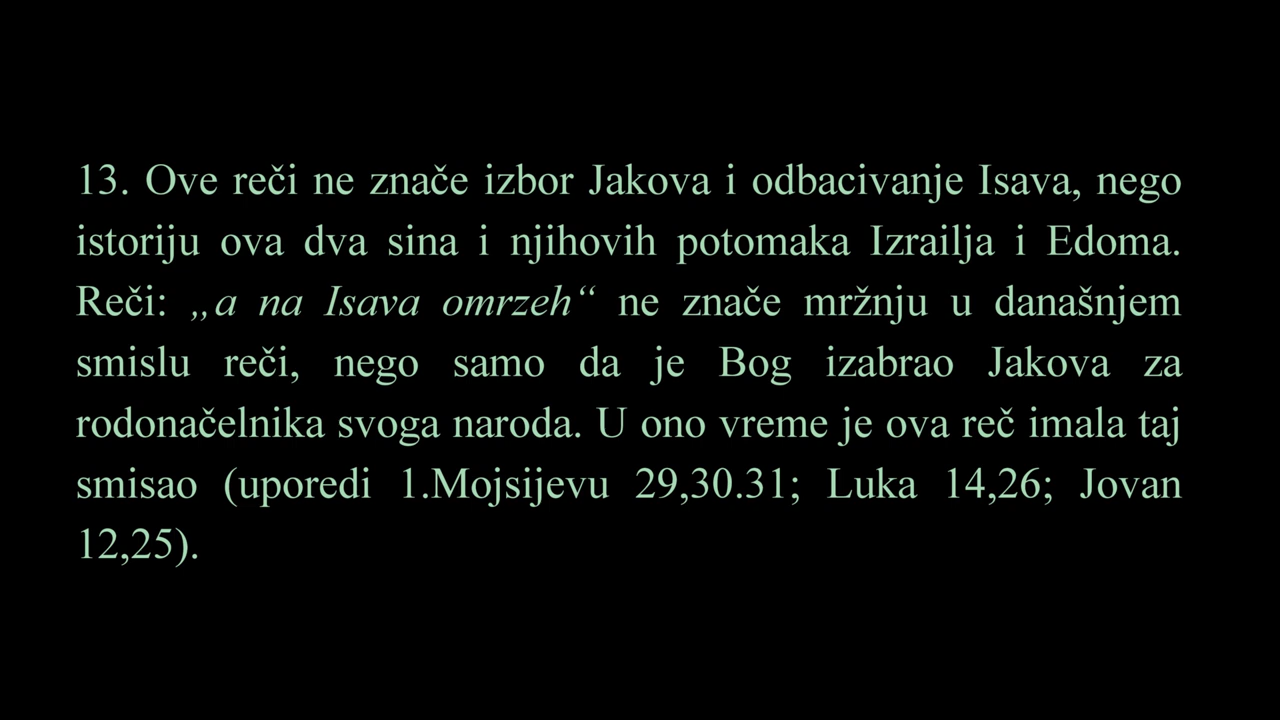 13. Ove reči ne znače izbor Jakova i odbacivanje Isava, nego
istoriju ova dva sina i njihovih potomaka Izrailja i Edoma.
Reči: „a na Isava omrzeh“ ne znače mržnju u današnjem
smislu reči, nego samo da je Bog izabrao Jakova za
rodonačelnika svoga naroda. U ono vreme je ova reč imala taj
smisao (uporedi 1.Mojsijevu 29,30.31; Luka 14,26; Jovan
12,25).